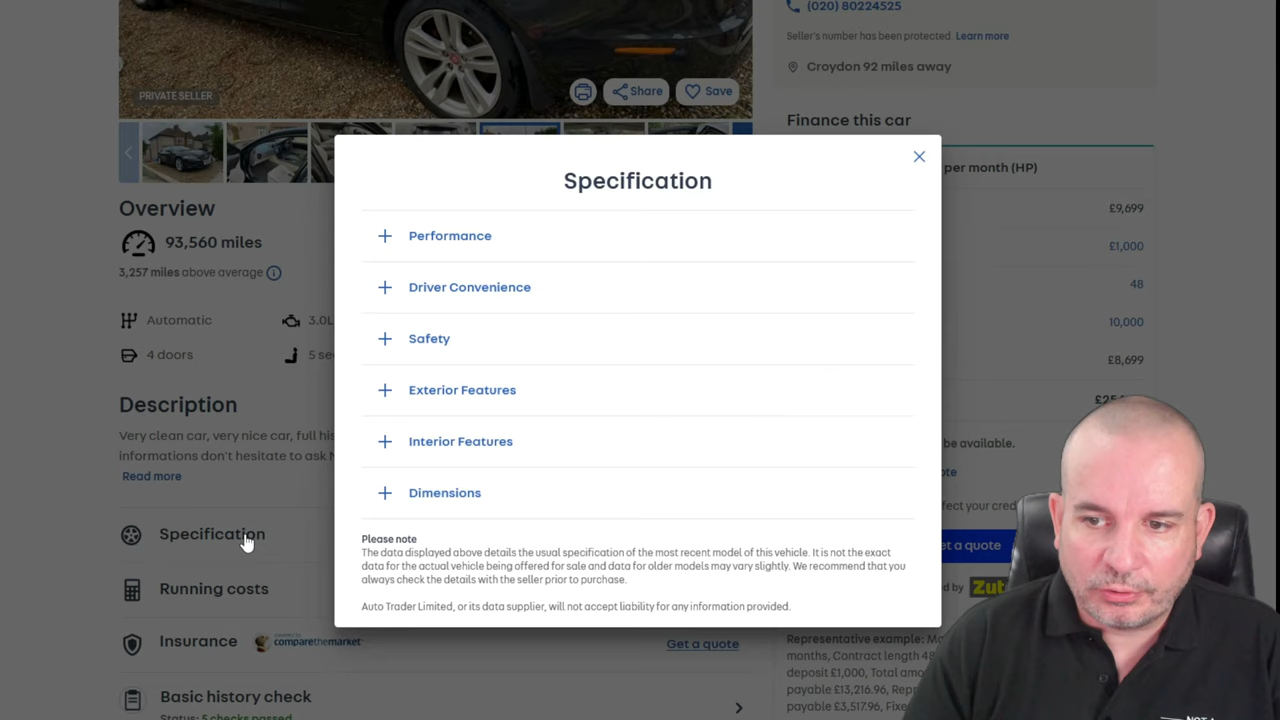 (020) 80224525
Seller's number has been protected. Learn more
Croydon 92 miles away
PRIVATE SELLER
Share
Save
Finance this car
per month (HP)
£9,699
£1,000
48
10,000
£8,699
be available.
Get a quote
Overview
93,560 miles
3,257 miles above average
Automatic
3.0L
4 doors
Description
Very clean car, very nice car, full
informations don't hesitate to ask
Read more
Specification
Running costs
Insurance
comparethemarket
Get a quote
Basic history check
Status: 5 checks passed
Specification
Performance
Driver Convenience
Safety
Exterior Features
Interior Features
Dimensions
Please note
The data displayed above details the usual specification of the most recent model of this vehicle. It is not the exact
data for the actual vehicle being offered for sale and data for older models may vary slightly. We recommend that you
always check the details with the seller prior to purchase.
Auto Trader Limited, or its data supplier, will not accept liability for any information provided.
Representative example:
months, Contract length 48
deposit £1,000, Total
payable £13,216.96,
payable £3,517.96,